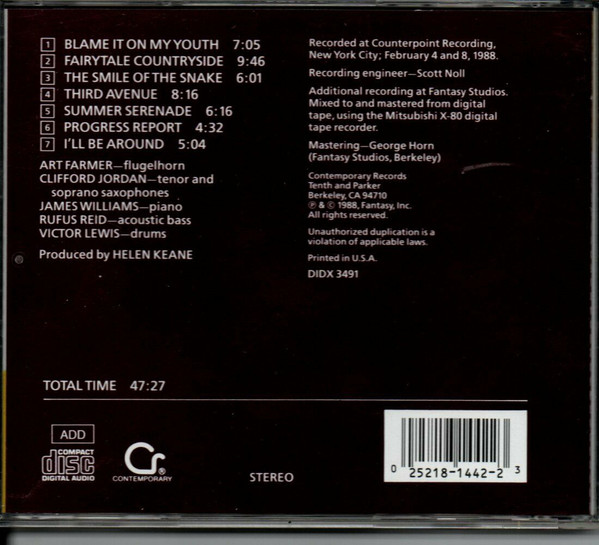 1 BLAME IT ON MY YOUTH 7:05
2 FAIRYTALE COUNTRYSIDE 9:46
3 THE SMILE OF THE SNAKE 6:01
4 THIRD AVENUE 8:16
5 SUMMER SERENADE 6:16
6 PROGRESS REPORT 4:32
7 I'LL BE AROUND 5:04
ART FARMER—flugelhorn
CLIFFORD JORDAN—tenor and
soprano saxophones
JAMES WILLIAMS—piano
RUFUS REID—acoustic bass
VICTOR LEWIS—drums
Produced by HELEN KEANE
Recorded at Counterpoint Recording,
New York City; February 4 and 8, 1988.
Recording engineer—Scott Noll
Additional recording at Fantasy Studios.
Mixed to and mastered from digital
tape, using the Mitsubishi X-80 digital
tape recorder.
Mastering—George Horn
(Fantasy Studios, Berkeley)
Contemporary Records
Tenth and Parker
Berkeley, CA 94710
℗ & © 1988, Fantasy, Inc.
All rights reserved.
Unauthorized duplication is a
violation of applicable laws.
Printed in U.S.A.
DIDX 3491
TOTAL TIME 47:27
ADD
COMPACT
disc
DIGITAL AUDIO
Cr®
CONTEMPORARY
STEREO
0 25218-1442-2 3